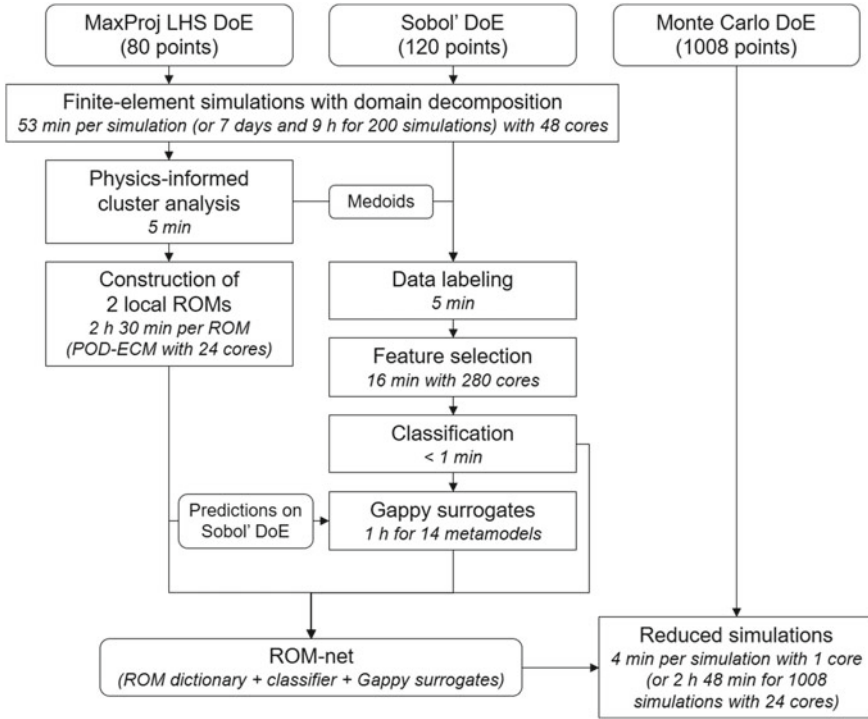 MaxProj LHS DoE
(80 points)
Sobol' DoE
(120 points)
Monte Carlo DoE
(1008 points)
Finite-element simulations with domain decomposition
53 min per simulation (or 7 days and 9 h for 200 simulations) with 48 cores
Physics-informed
cluster analysis
5 min
Medoids
Construction of
2 local ROMs
2 h 30 min per ROM
(POD-ECM with 24 cores)
Data labeling
5 min
Feature selection
16 min with 280 cores
Classification
< 1 min
Predictions on
Sobol' DoE
Gappy surrogates
1 h for 14 metamodels
ROM-net
(ROM dictionary + classifier + Gappy surrogates)
Reduced simulations
4 min per simulation with 1 core
(or 2 h 48 min for 1008
simulations with 24 cores)